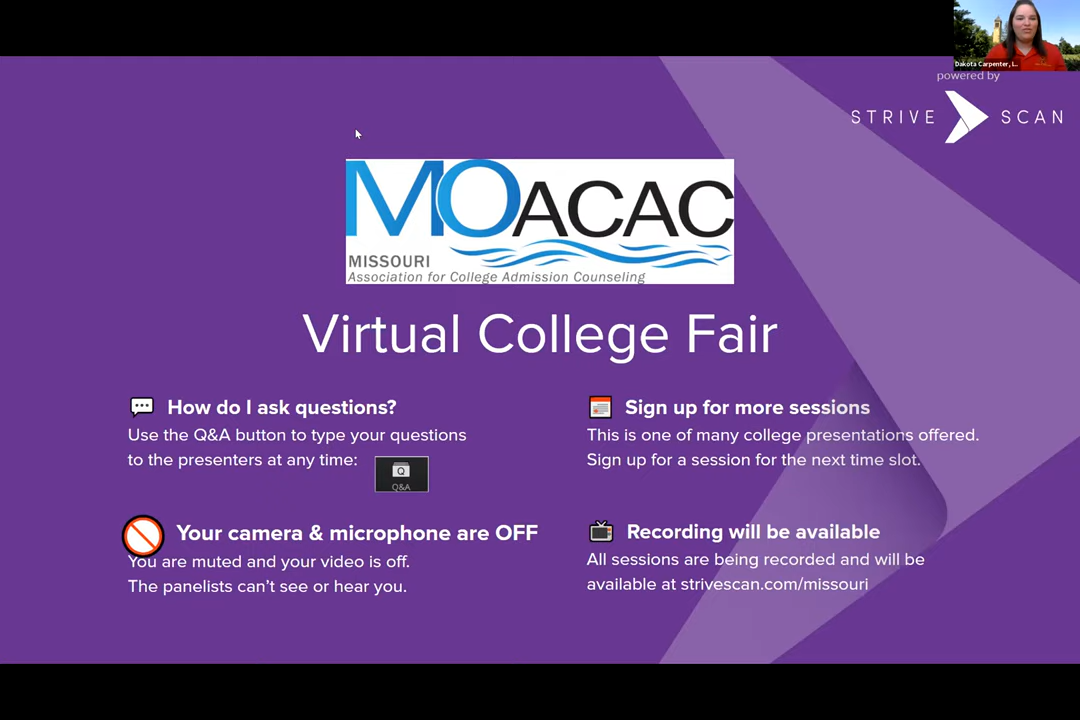 Dakota Carpenter, I...
powered by
STRIVE SCAN
MOACAC
MISSOURI
Association for College Admission Counseling
Virtual College Fair
How do I ask questions?
Use the Q&A button to type your questions
to the presenters at any time:
Q
Q&A
Sign up for more sessions
This is one of many college presentations offered.
Sign up for a session for the next time slot.
Your camera & microphone are OFF
You are muted and your video is off.
The panelists can’t see or hear you.
Recording will be available
All sessions are being recorded and will be
available at strivescan.com/missouri